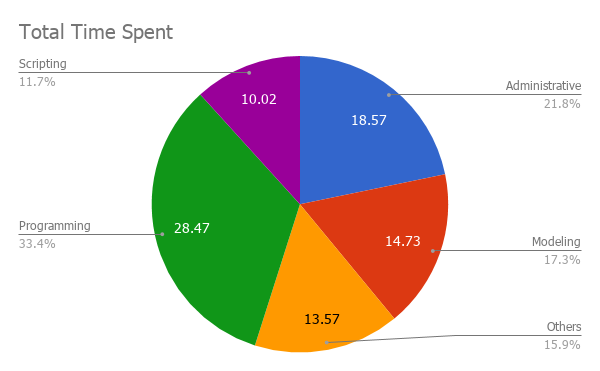 Total Time Spent
Scripting
11.7%
10.02
Administrative
21.8%
18.57
Programming
33.4%
28.47
Modeling
17.3%
14.73
Others
15.9%
13.57